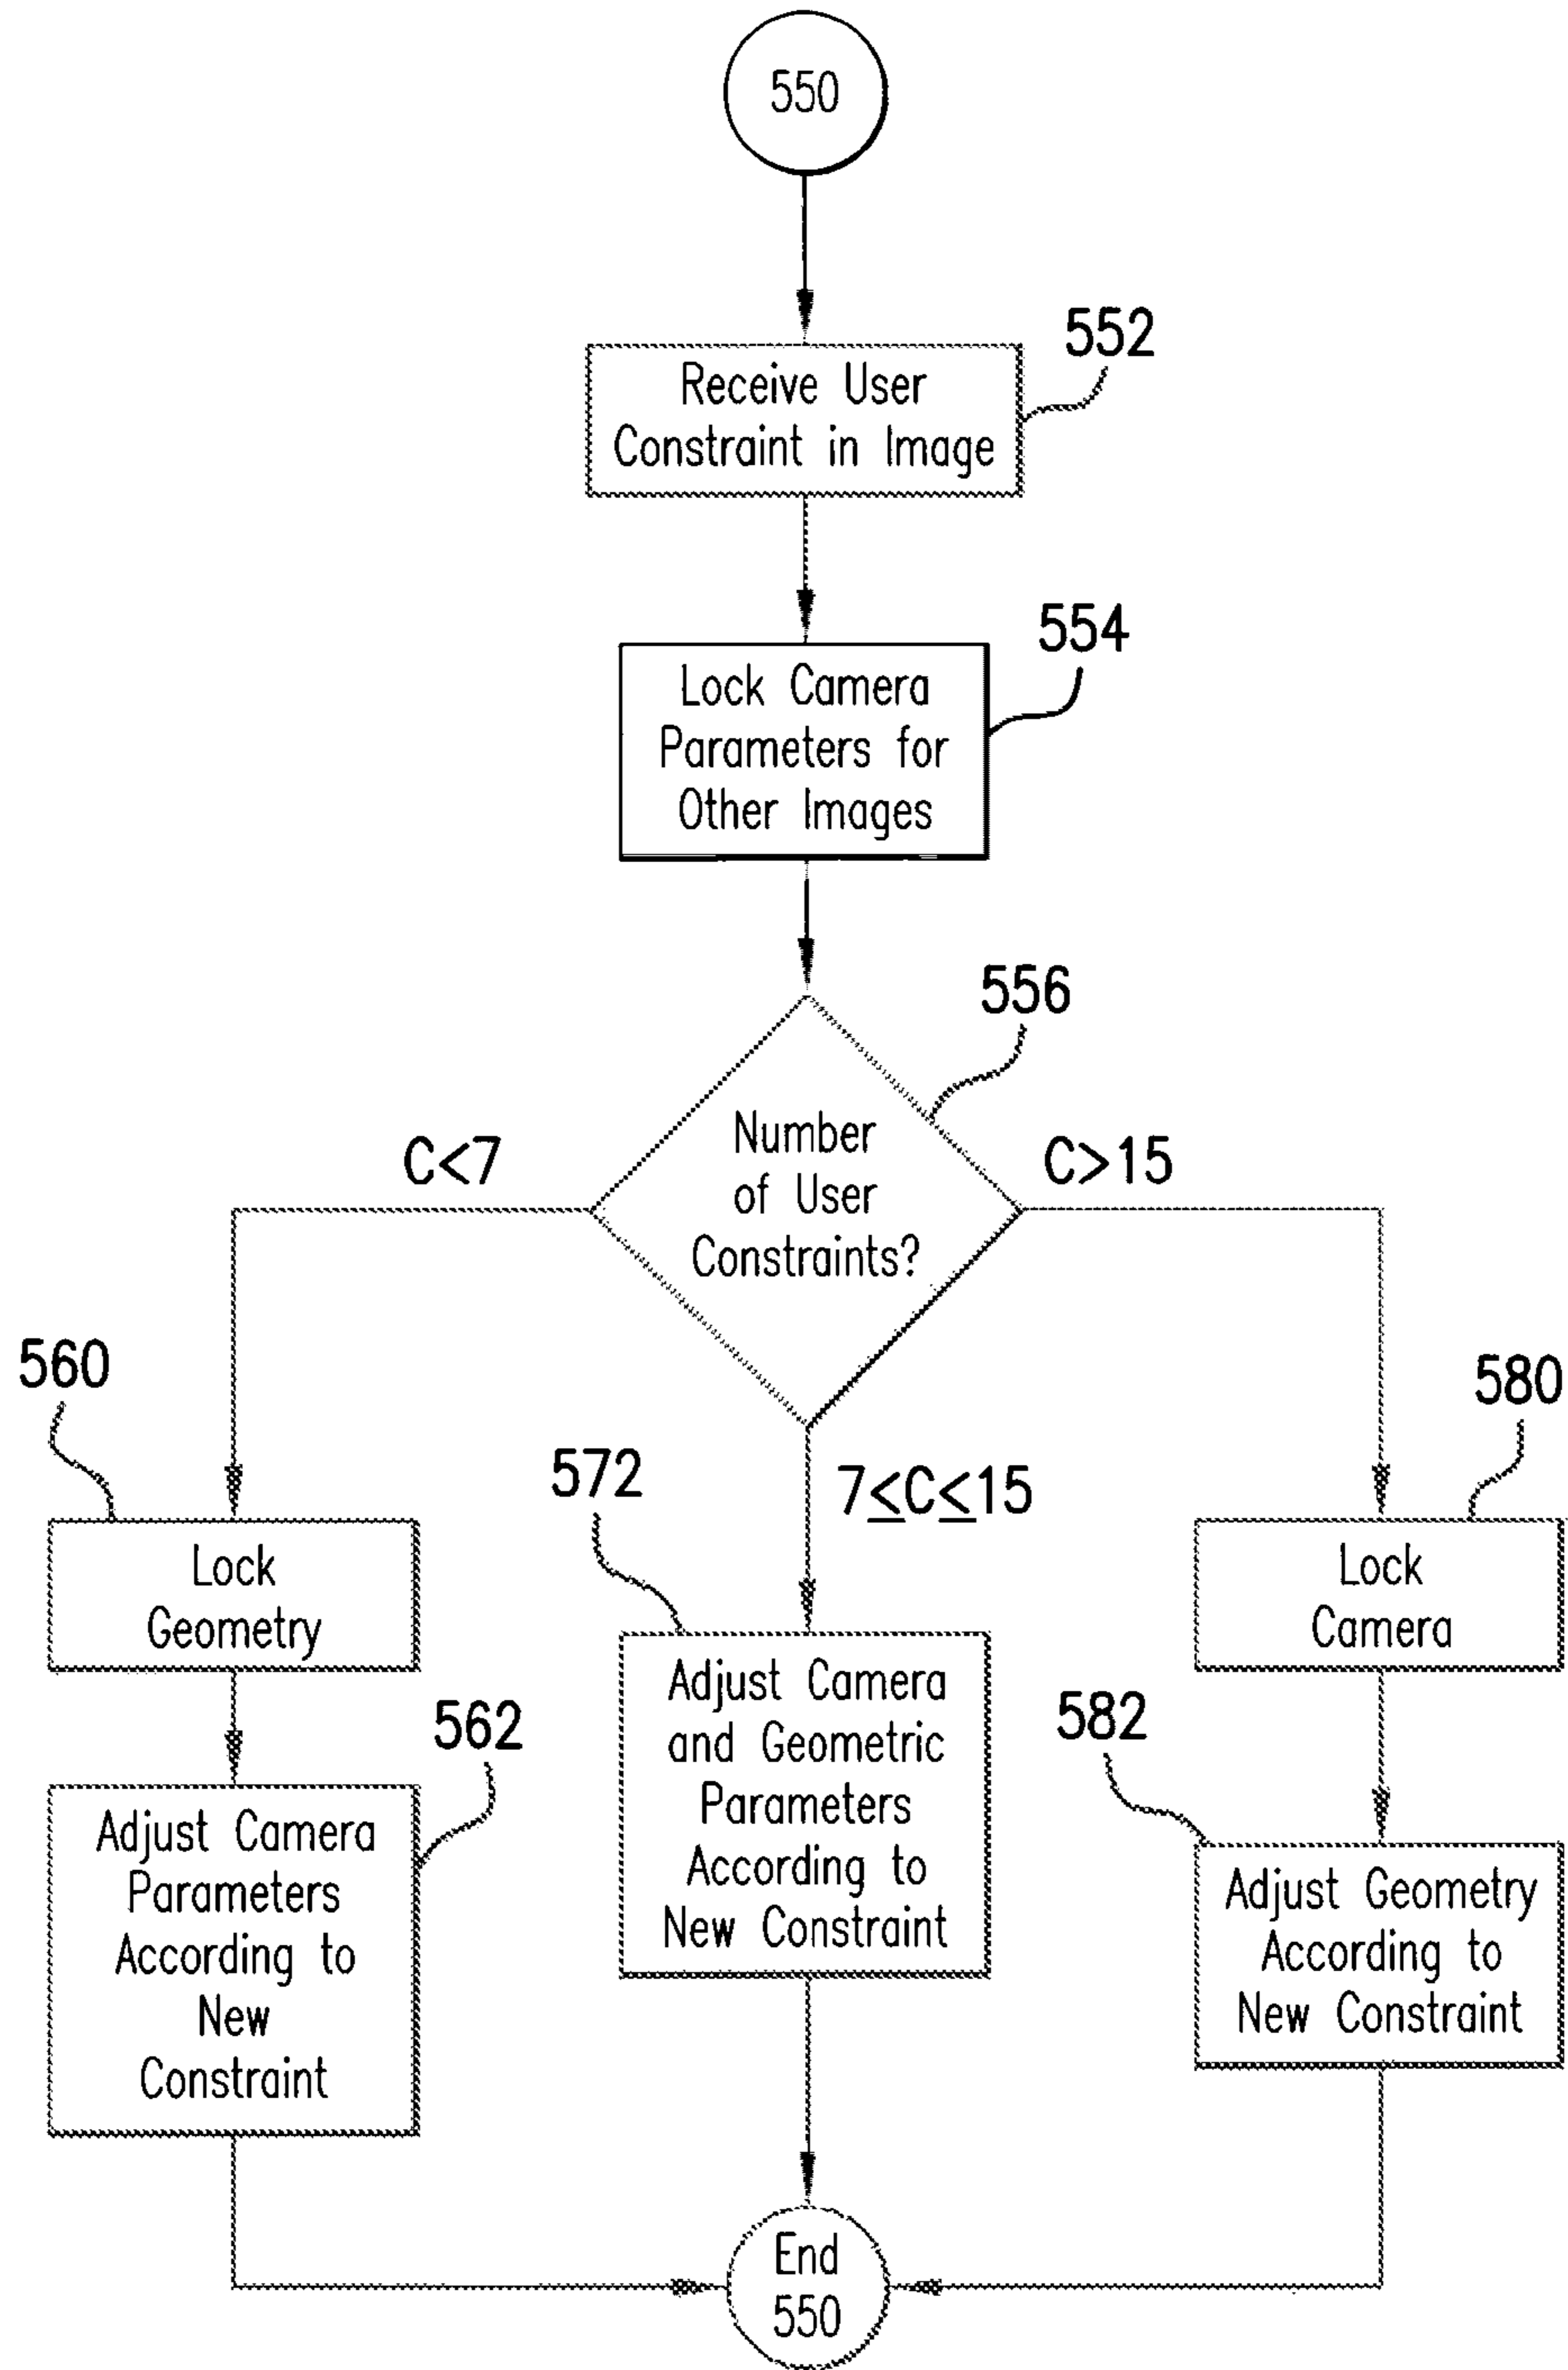 550
552
Receive User
Constraint in Image
554
Lock Camera
Parameters for
Other Images
556
Number
of User
Constraints?
C<7
C>15
7≤C≤15
560
Lock
Geometry
562
Adjust Camera
Parameters
According to
New
Constraint
572
Adjust Camera
and Geometric
Parameters
According to
New Constraint
580
Lock
Camera
582
Adjust Geometry
According to
New Constraint
End
550